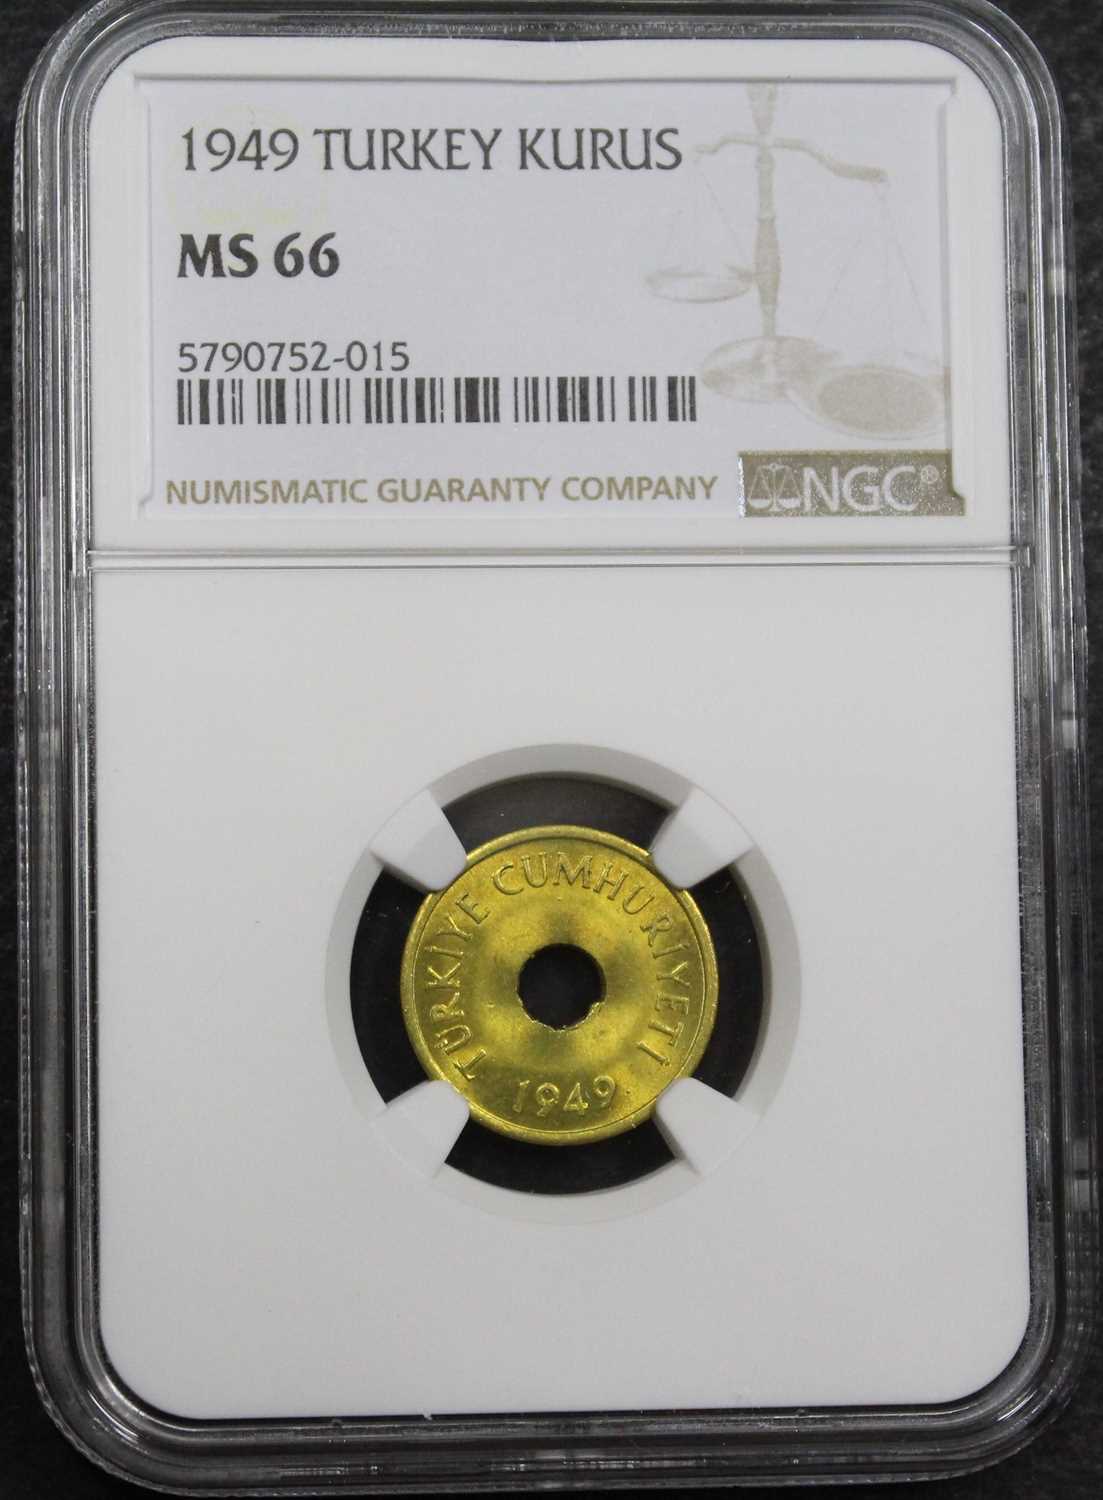 1949 TURKEY KURUS
MS 66
5790752-015
NUMISMATIC GUARANTY COMPANY
NGC®
TÜRKİYE CUMHURİYETİ
1949